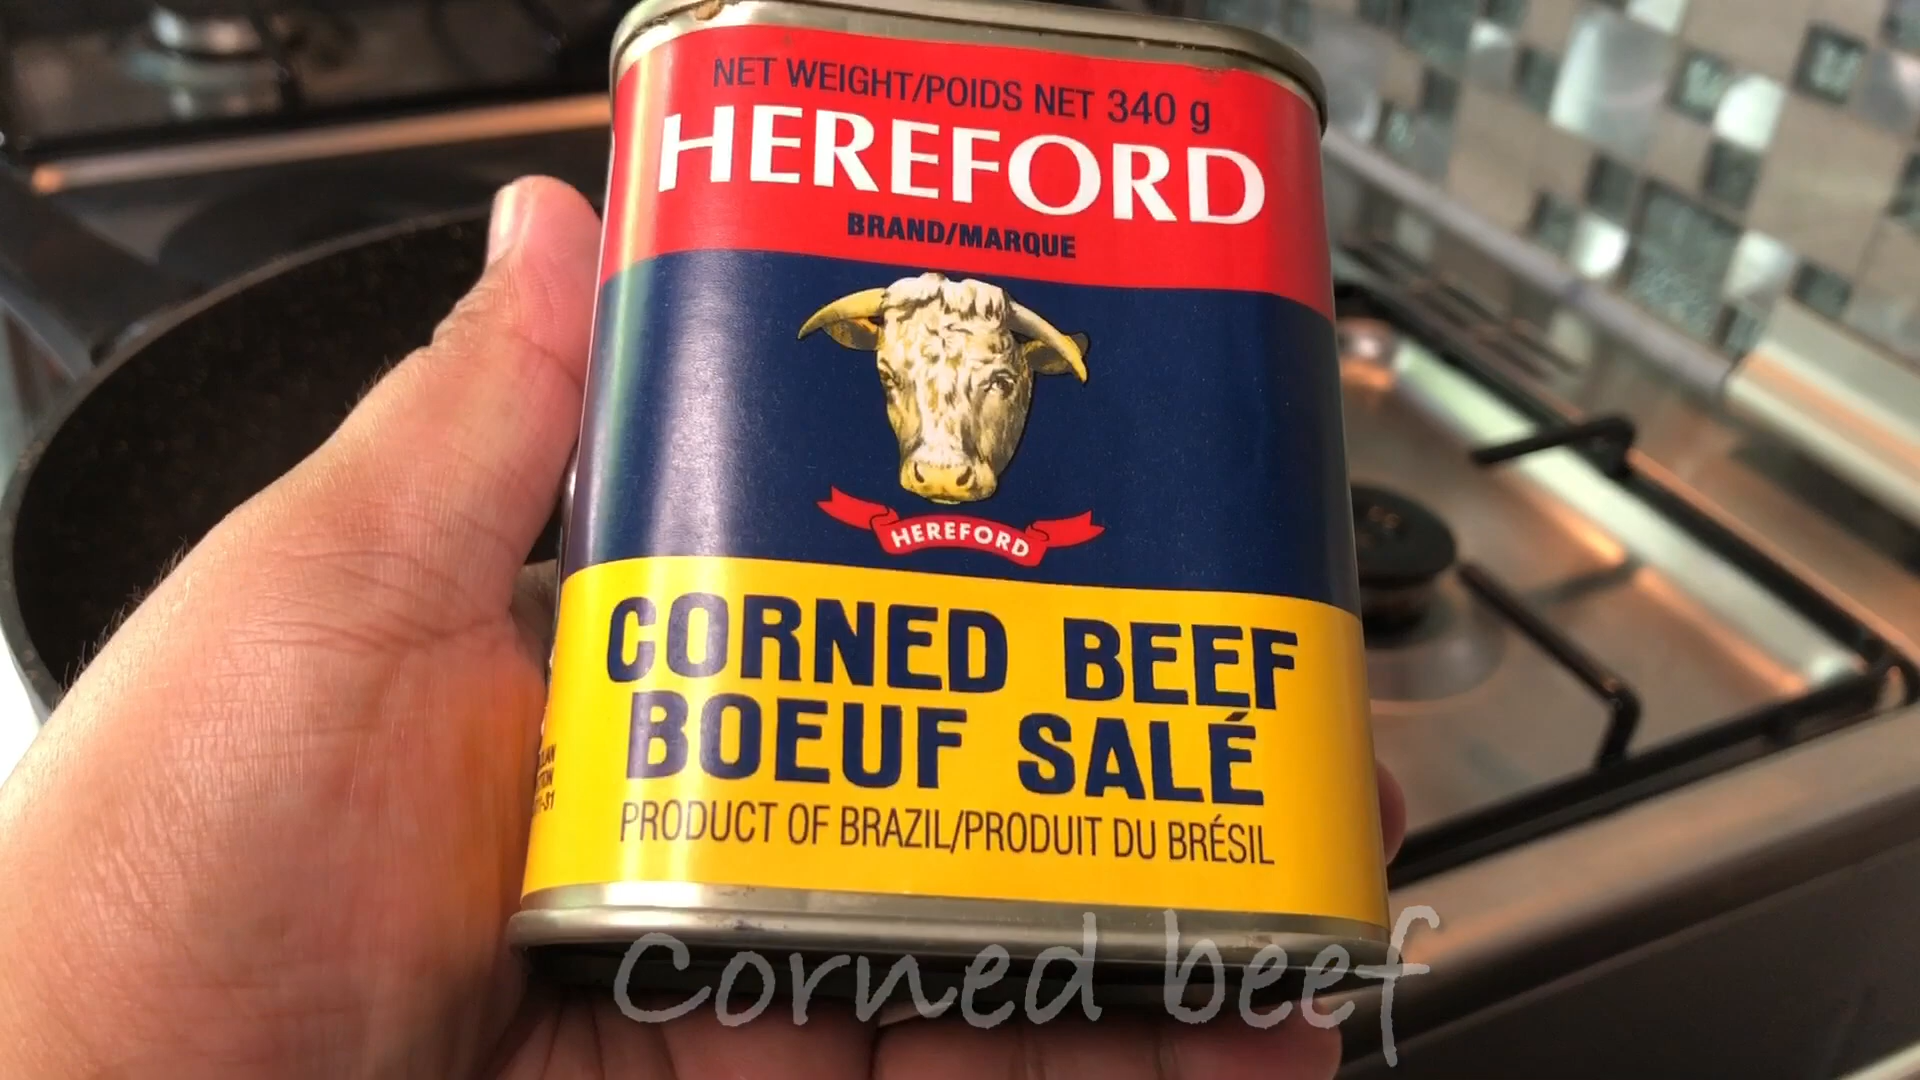 NET WEIGHT/POIDS NET 340 g
HEREFORD
BRAND/MARQUE
HEREFORD
CORNED BEEF
BOEUF SALÉ
PRODUCT OF BRAZIL/PRODUIT DU BRÉSIL
Corned beef